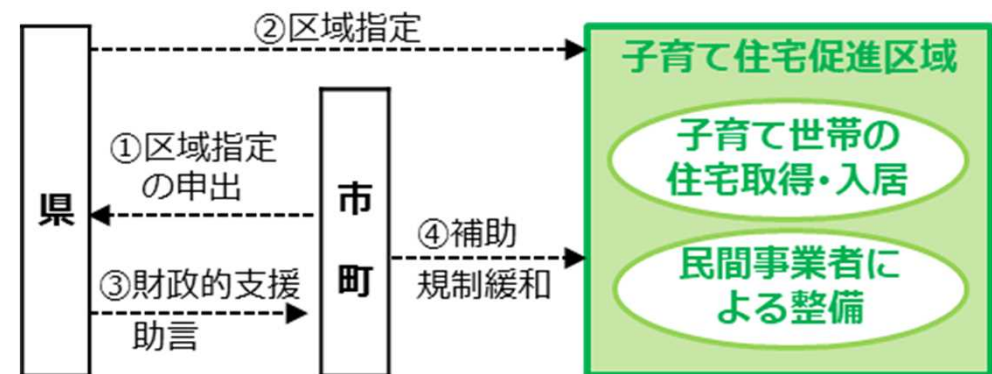 ②区域指定
子育て住宅促進区域
①区域指定
の申出
県
市
町
子育て世帯の
住宅取得・入居
④補助
規制緩和
③財政的支援
助言
民間事業者に
よる整備